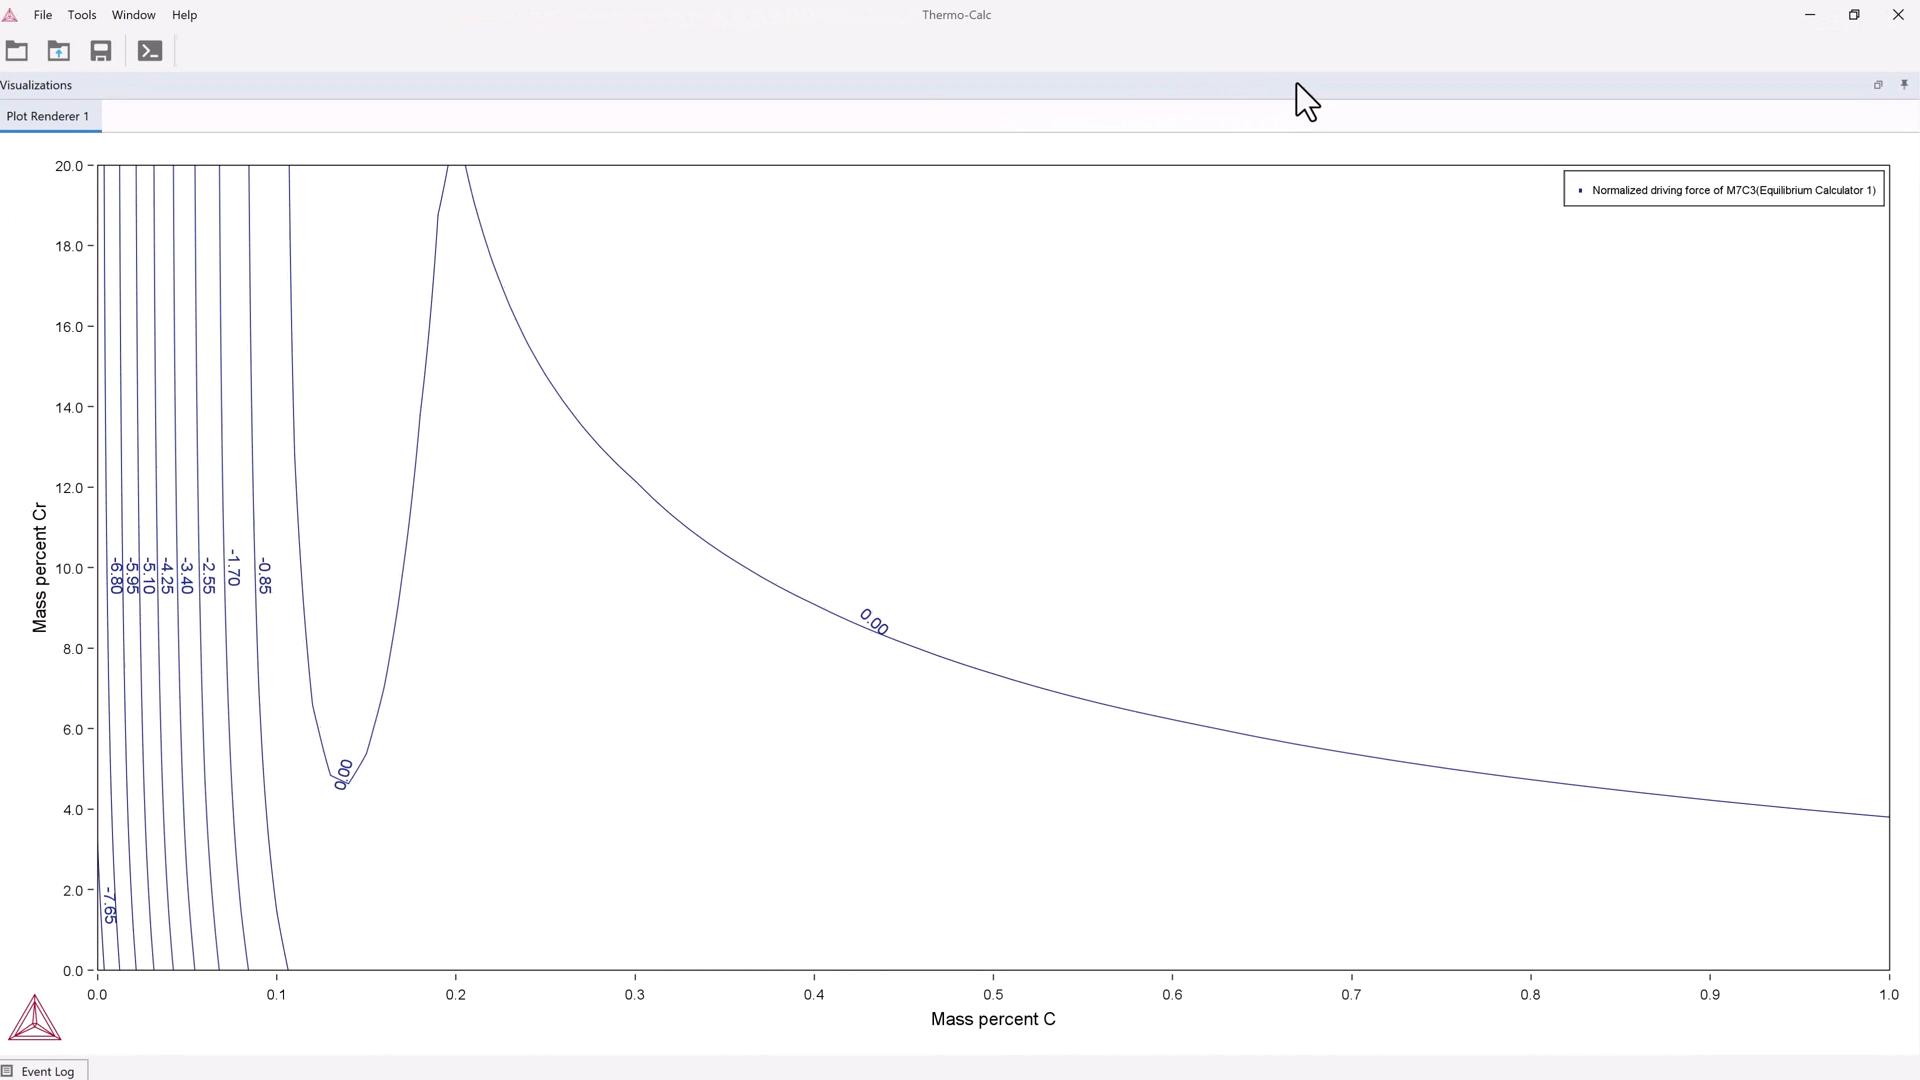 File Tools Window Help Thermo-Calc
Visualizations
Plot Renderer 1
Normalized driving force of M7C3(Equilibrium Calculator 1)
20.0
18.0
16.0
14.0
12.0
10.0
8.0
6.0
4.0
2.0
0.0
Mass percent Cr
-6.80
-5.95
-5.10
-4.25
-3.40
-2.55
-1.70
-0.85
0.00
0.00
-7.65
0.0 0.1 0.2 0.3 0.4 0.5 0.6 0.7 0.8 0.9 1.0
Mass percent C
Event Log